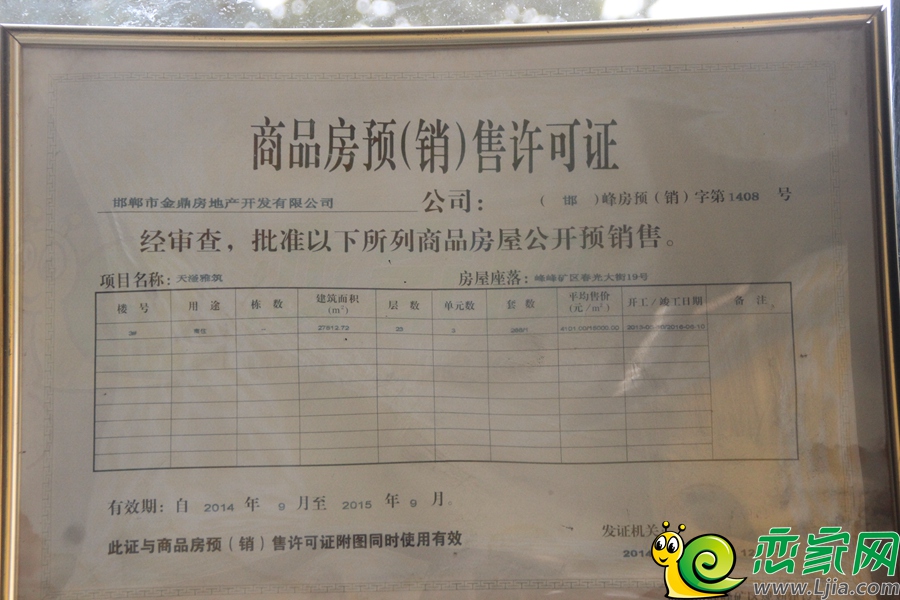 商品房预(销)售许可证
邯郸市金鼎房地产开发有限公司 公司: (邯)峰房预(销)字第1408 号
经审查,批准以下所列商品房屋公开预销售。
项目名称: 雅筑 房屋座落: 峰峰矿区春光大街19号
楼号 用途 栋数 建筑面积(m²) 层数 单元数 套数 平均售价(元/m²) 开工/竣工日期 备注
3# 27612.72
有效期: 自 2014 年 9 月至 2015 年 9 月。
此证与商品房预(销)售许可证附图同时使用有效
发证机关
2014 12
恋家网
www.Ljia.com